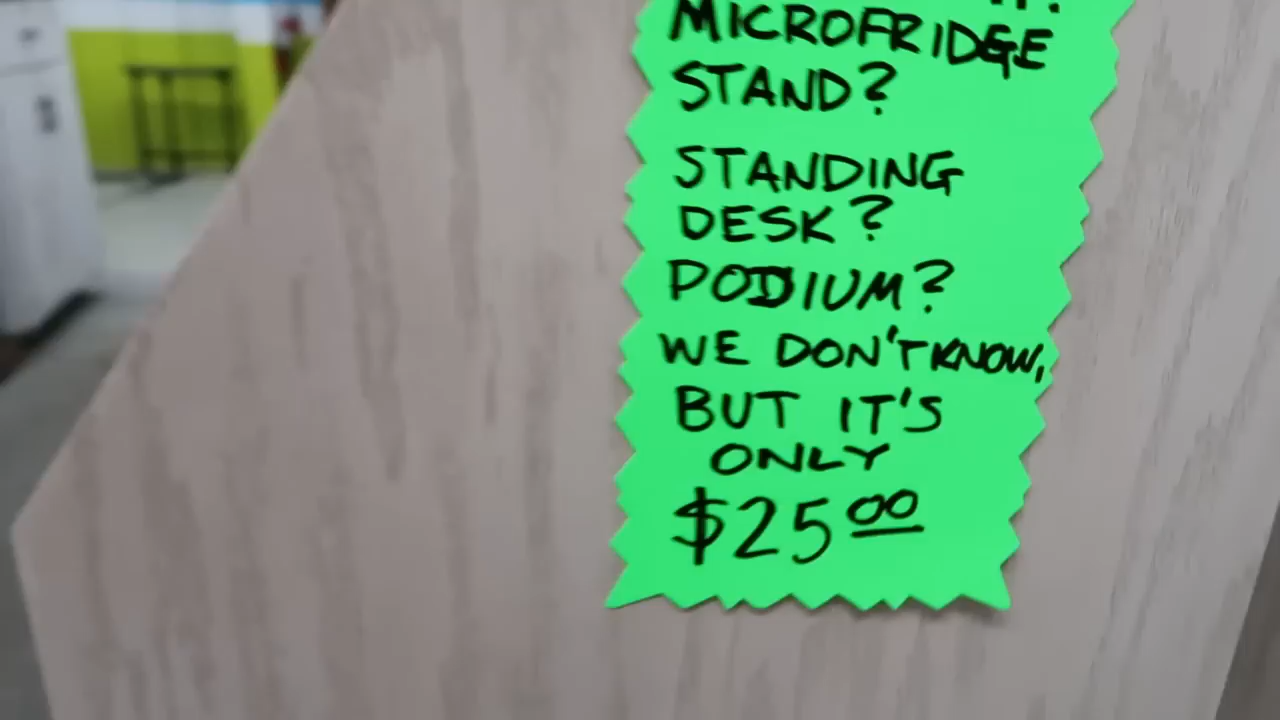 MICROFRIDGE
STAND?
STANDING
DESK?
PODIUM?
WE DON'T KNOW,
BUT IT'S
ONLY
$25 00